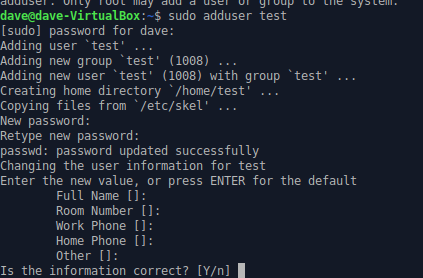 adduser: Only root may add a user or group to the system.
dave@dave-VirtualBox:~$ sudo adduser test
[sudo] password for dave:
Adding user `test' ...
Adding new group `test' (1008) ...
Adding new user `test' (1008) with group `test' ...
Creating home directory `/home/test' ...
Copying files from `/etc/skel' ...
New password:
Retype new password:
passwd: password updated successfully
Changing the user information for test
Enter the new value, or press ENTER for the default
        Full Name []:
        Room Number []:
        Work Phone []:
        Home Phone []:
        Other []:
Is the information correct? [Y/n]